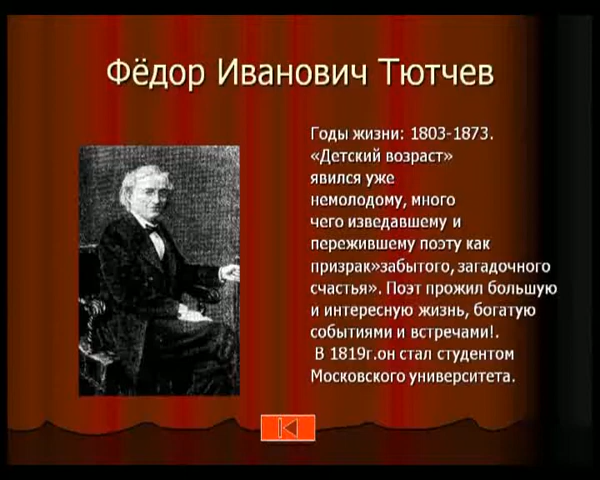 Фёдор Иванович Тютчев
Годы жизни: 1803-1873.
«Детский возраст»
явился уже
немолодому, много
чего изведавшему и
пережившему поэту как
призрак»забытого, загадочного
счастья». Поэт прожил большую
и интересную жизнь, богатую
событиями и встречами!.
В 1819г.он стал студентом
Московского университета.